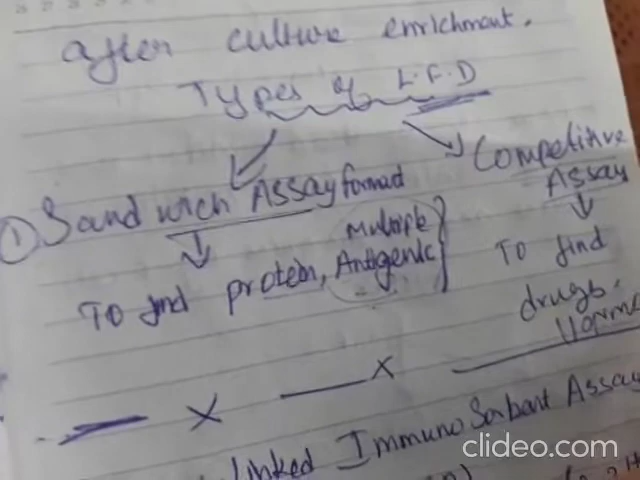 after culture enrichment.
Types of L.F.D
① Sandwich Assay format
Competitive
Assay
To find protein, Multiple
Antigenic
To find
drugs,
X X
Linked Immuno Sorbent Assay
clideo.com